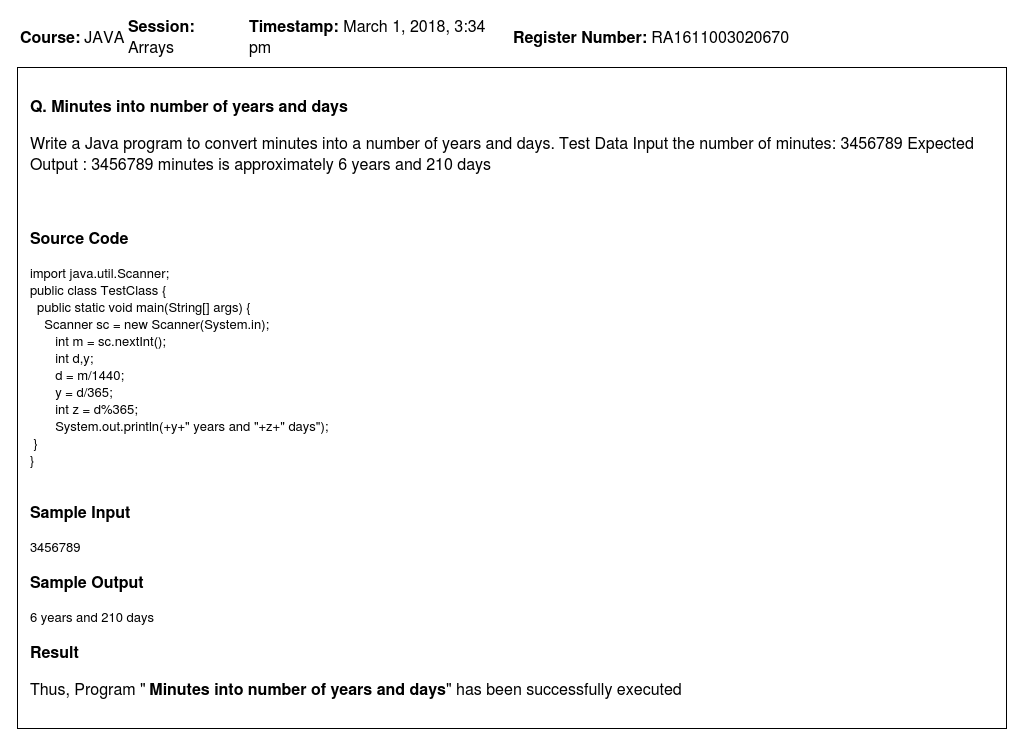 Course: JAVA Session: Arrays Timestamp: March 1, 2018, 3:34 pm Register Number: RA1611003020670
Q. Minutes into number of years and days
Write a Java program to convert minutes into a number of years and days. Test Data Input the number of minutes: 3456789 Expected
Output : 3456789 minutes is approximately 6 years and 210 days
Source Code
import java.util.Scanner;
public class TestClass {
  public static void main(String[] args) {
    Scanner sc = new Scanner(System.in);
       int m = sc.nextInt();
       int d,y;
       d = m/1440;
       y = d/365;
       int z = d%365;
       System.out.println(+y+" years and "+z+" days");
 }
}
Sample Input
3456789
Sample Output
6 years and 210 days
Result
Thus, Program " Minutes into number of years and days" has been successfully executed